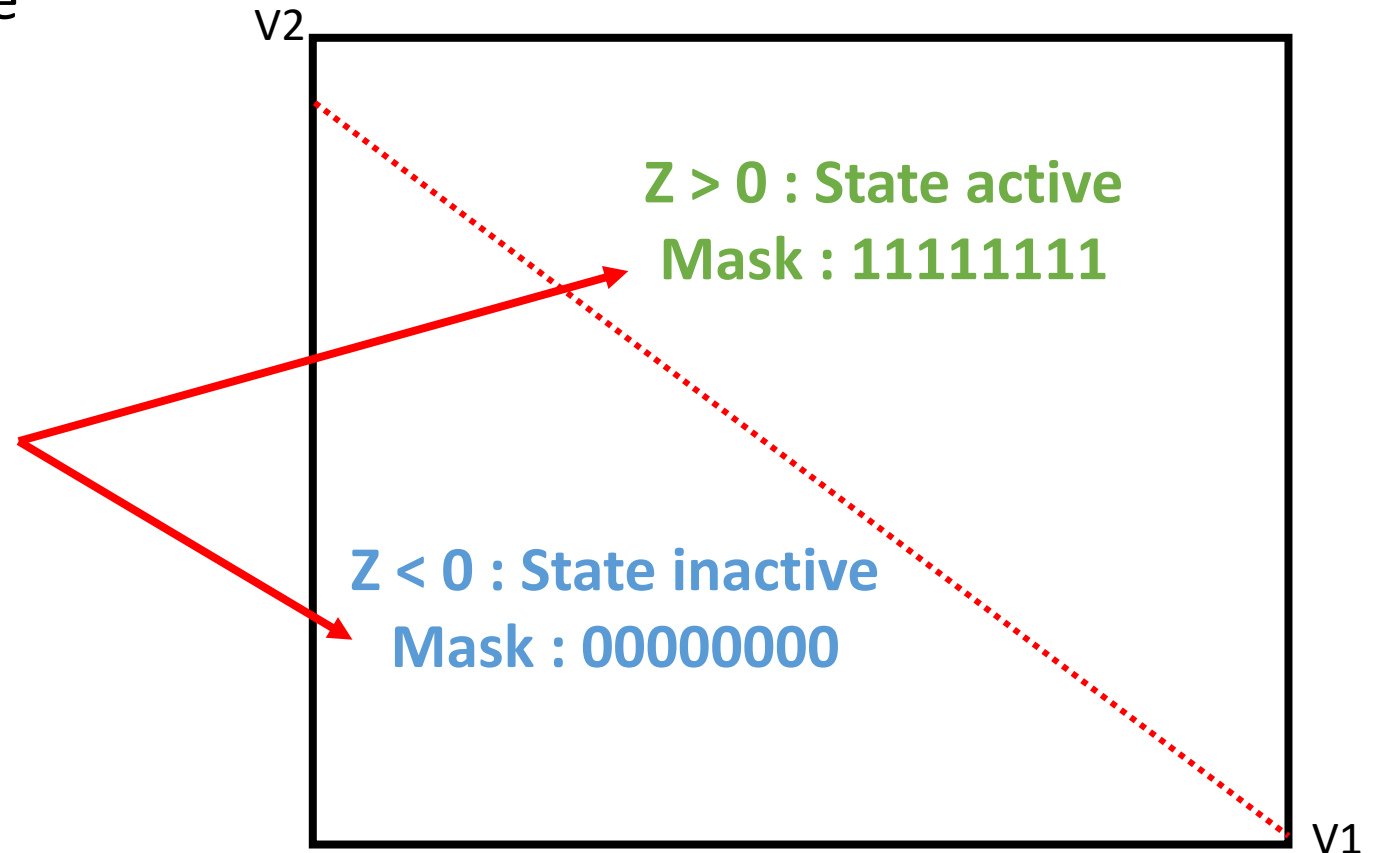 V2
Z > 0 : State active
Mask : 11111111
Z < 0 : State inactive
Mask : 00000000
V1